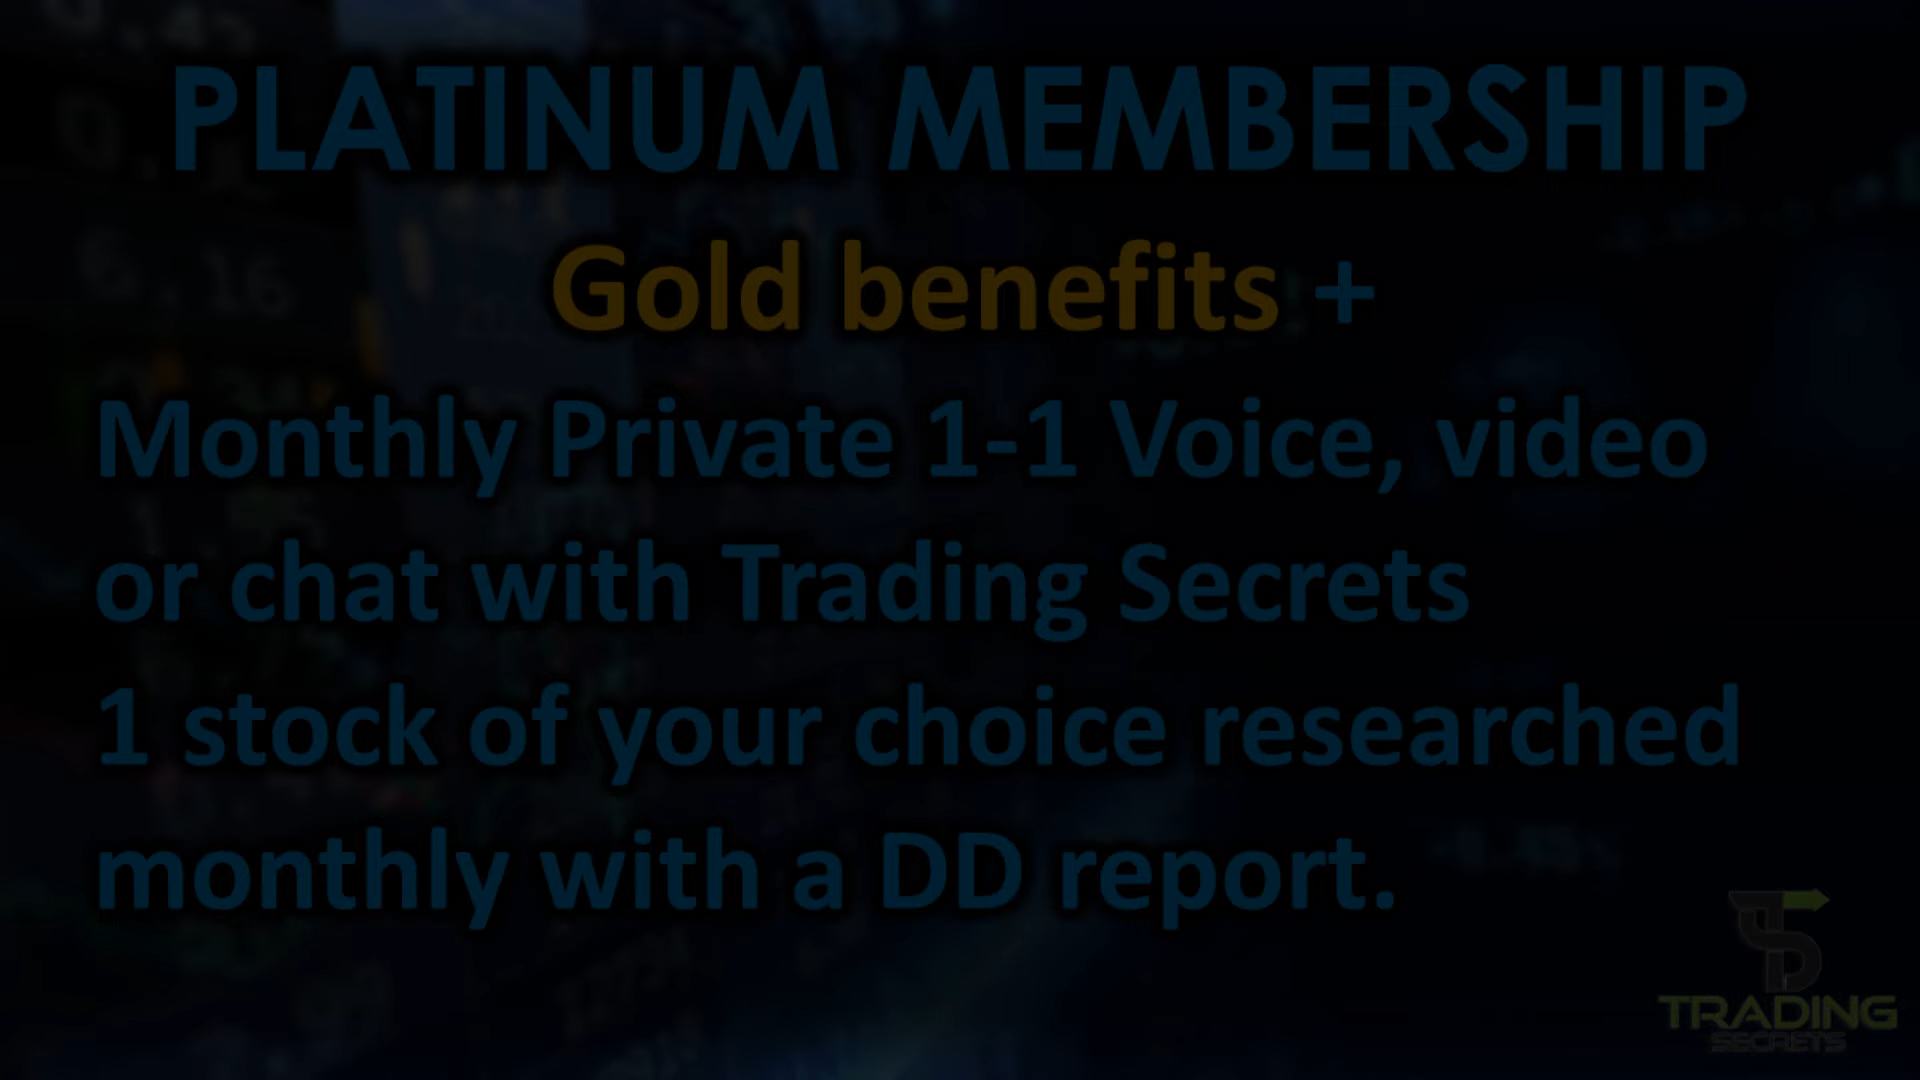 PLATINUM MEMBERSHIP
Gold benefits +
Monthly Private 1-1 Voice, video
or chat with Trading Secrets
1 stock of your choice researched
monthly with a DD report.
TRADING
SECRETS